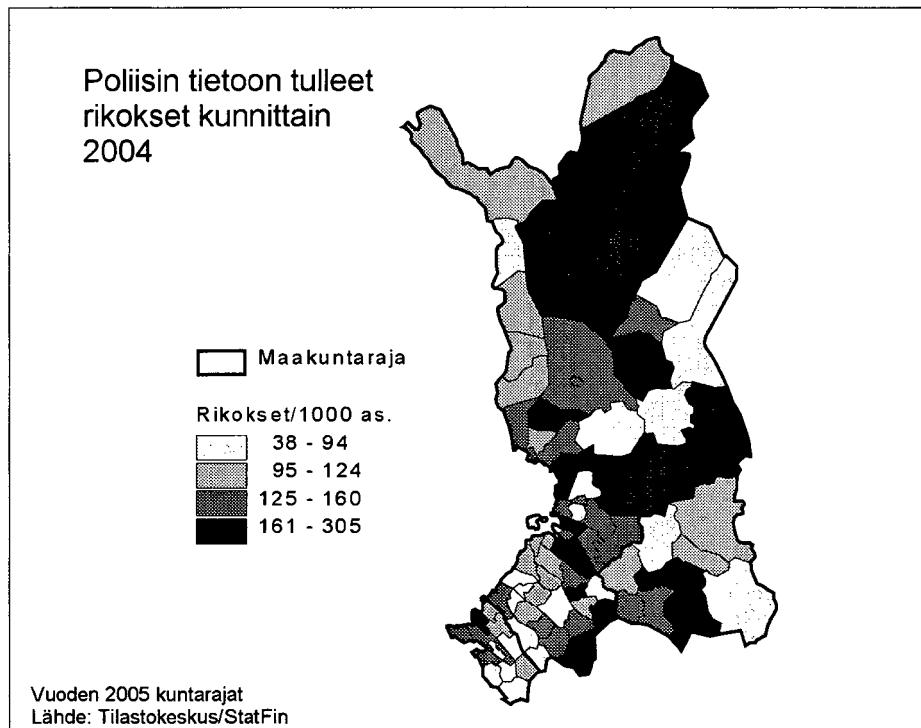 Poliisin tietoon tulleet
rikokset kunnittain
2004
Maakuntaraja
Rikokset/1000 as.
38 - 94
95 - 124
125 - 160
161 - 305
Vuoden 2005 kuntarajat
Lähde: Tilastokeskus/StatFin